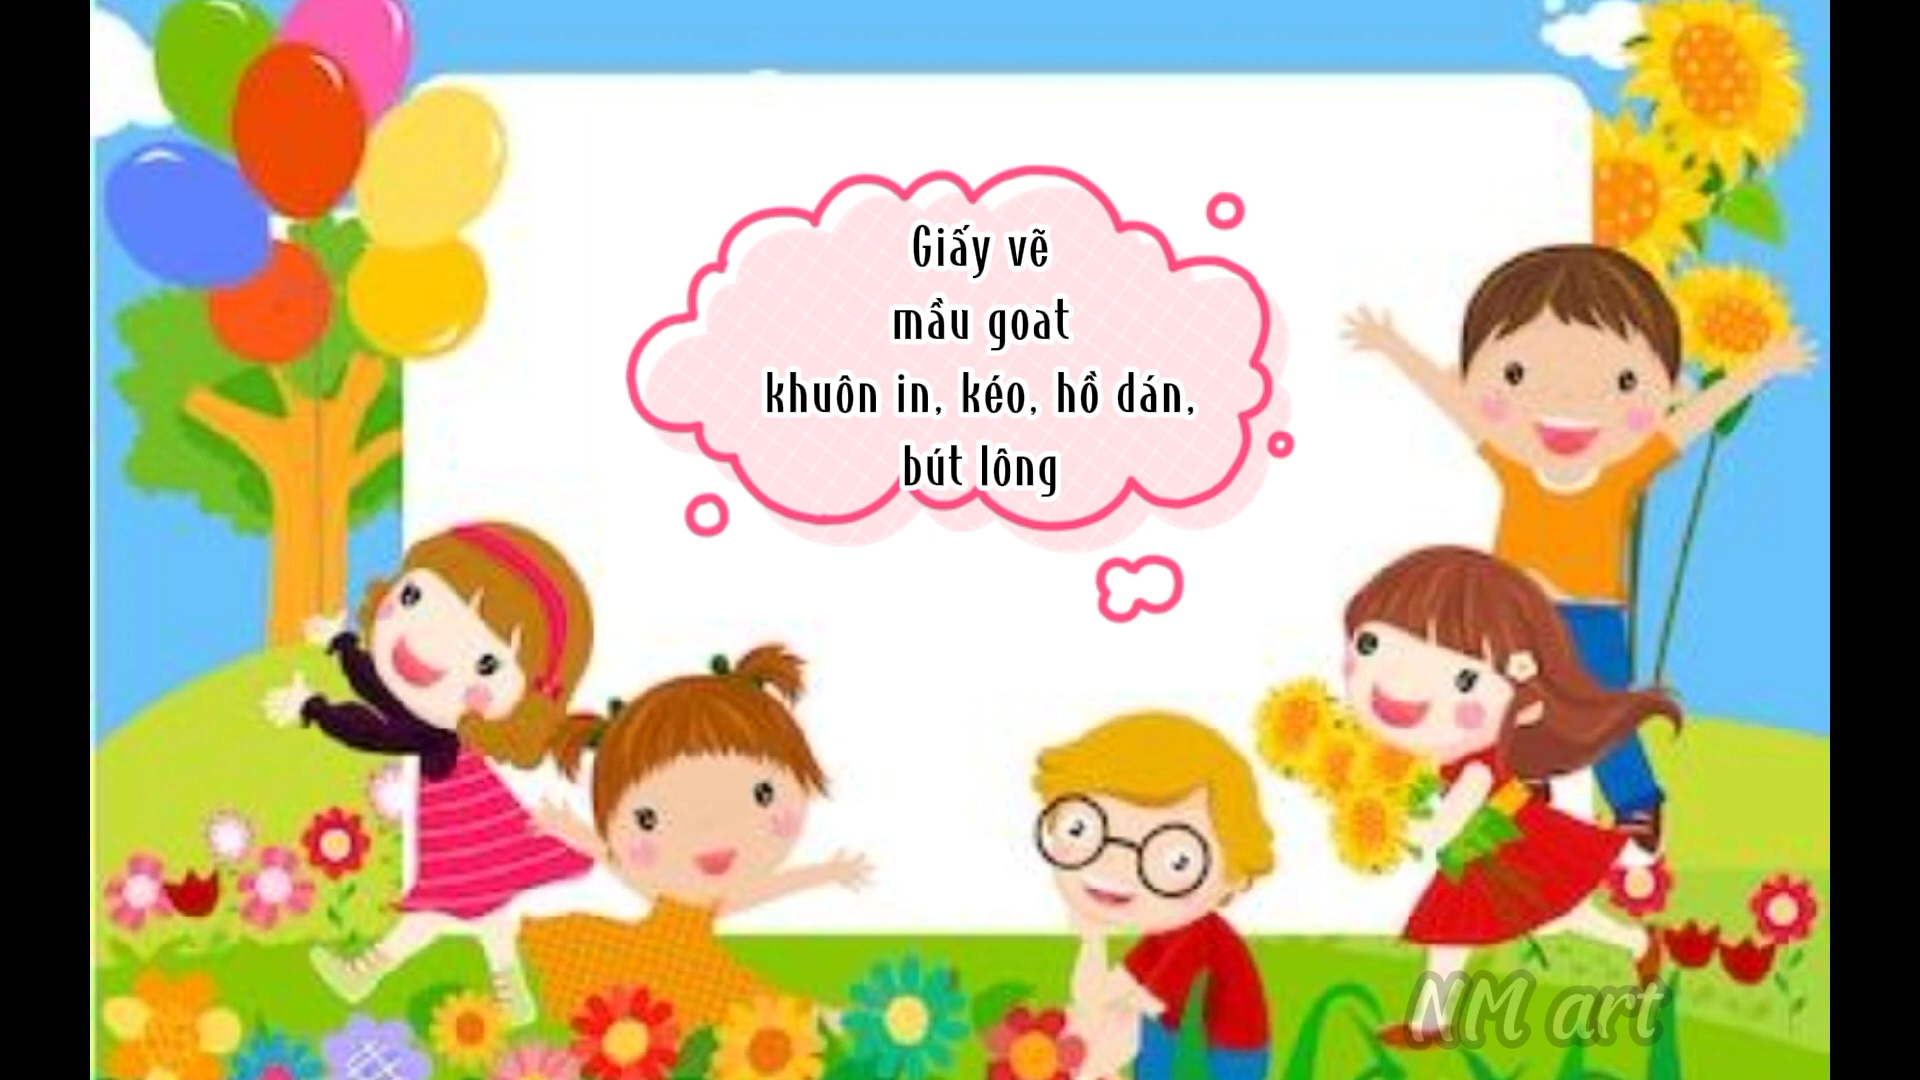 Giấy vẽ
mầu goat
khuôn in, kéo, hồ dán,
bút lông
NM art